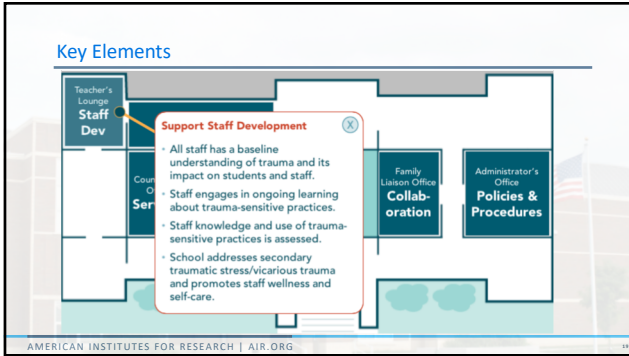 Key Elements
Teacher's
Lounge
Staff
Dev
Support Staff Development
X
• All staff has a baseline
understanding of trauma and its
impact on students and staff.
• Staff engages in ongoing learning
about trauma-sensitive practices.
• Staff knowledge and use of trauma-
sensitive practices is assessed.
• School addresses secondary
traumatic stress/vicarious trauma
and promotes staff wellness and
self-care.
Coun
O
Ser
Family
Liaison Office
Collab-
oration
Administrator's
Office
Policies &
Procedures
AMERICAN INSTITUTES FOR RESEARCH | AIR.ORG